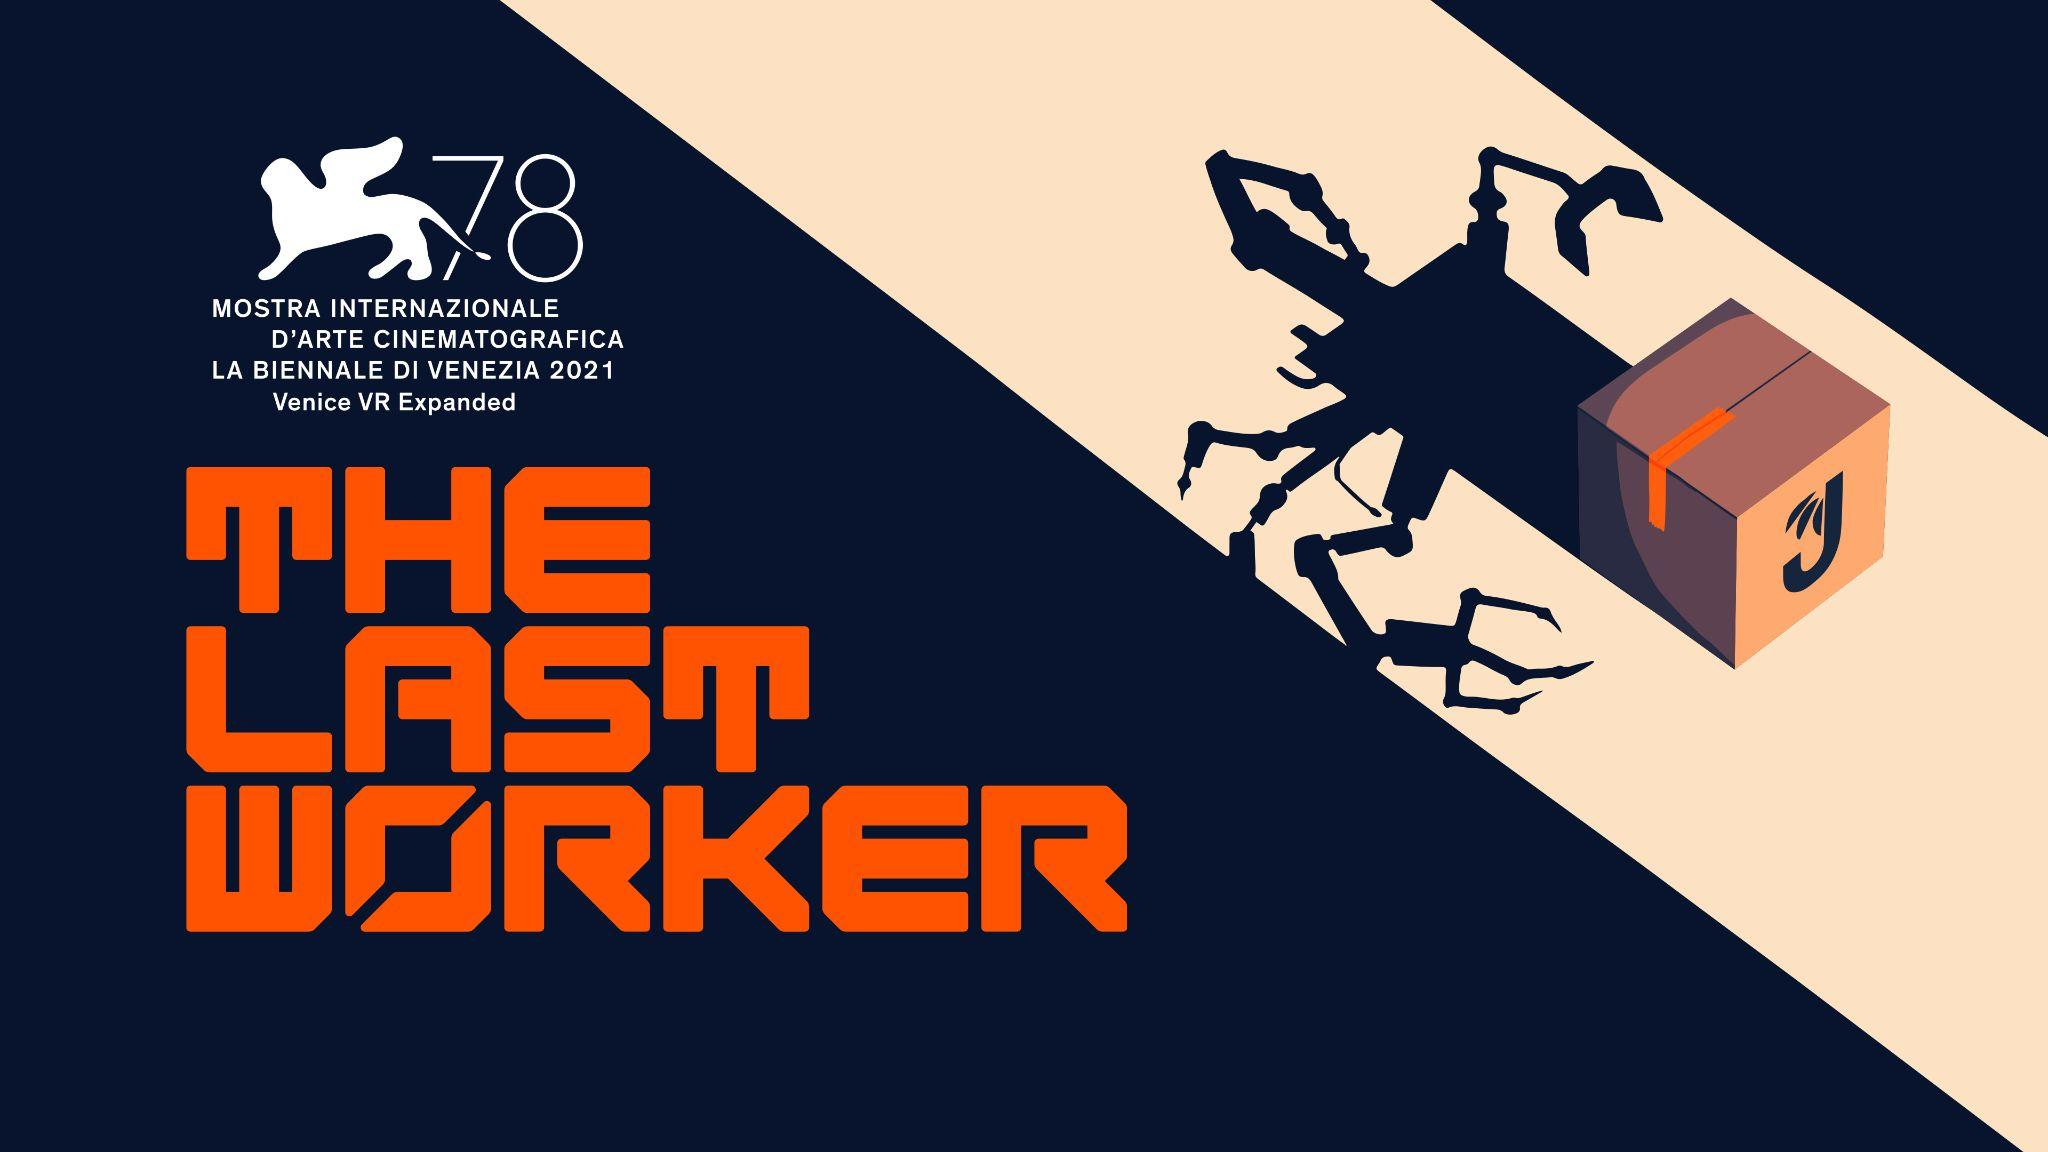 78
MOSTRA INTERNAZIONALE
D'ARTE CINEMATOGRAFICA
LA BIENNALE DI VENEZIA 2021
Venice VR Expanded
THE
LAST
WORKER
J